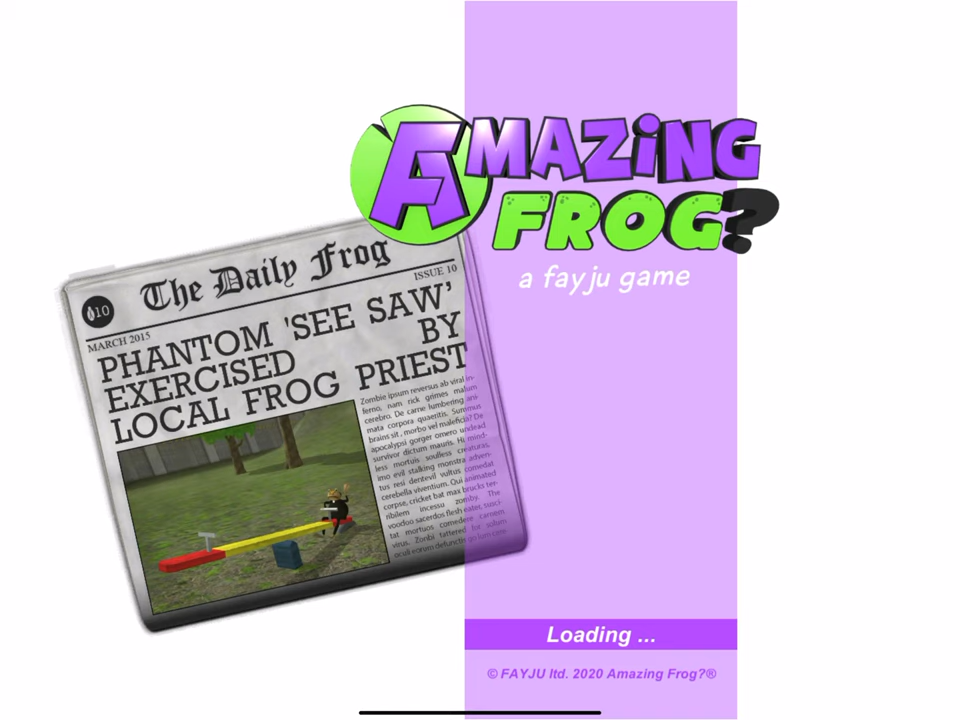 AMAZING
FROG?
a fayju game
The Daily Frog
ISSUE 10
10
MARCH 2015
PHANTOM 'SEE SAW'
EXERCISED BY
LOCAL FROG PRIEST
Zombie ipsum reversus ab viral in-
ferno, nam rick grimes malum
cerebro. De carne lumbering ani-
mata corpora quaeritis. Summus
brains sit, morbo vel maleficia? De
apocalypsi gorger omero undead
survivor dictum mauris. Hi mind-
less mortuis soulless creaturas,
imo evil stalking monstra adven-
tus resi dentevil vultus comedat
cerebella viventium. Qui animated
corpse, cricket bat max brucks ter-
ribilem incessu zomby. The
voodoo sacerdos flesh eater, susci-
tat mortuos comedere carnem
virus. Zonbi tattered for solum
oculi eorum defunctis go lum
Loading ...
© FAYJU ltd. 2020 Amazing Frog?®